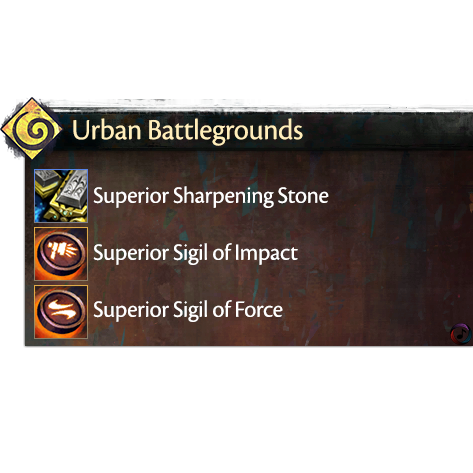 Urban Battlegrounds
Superior Sharpening Stone
Superior Sigil of Impact
Superior Sigil of Force